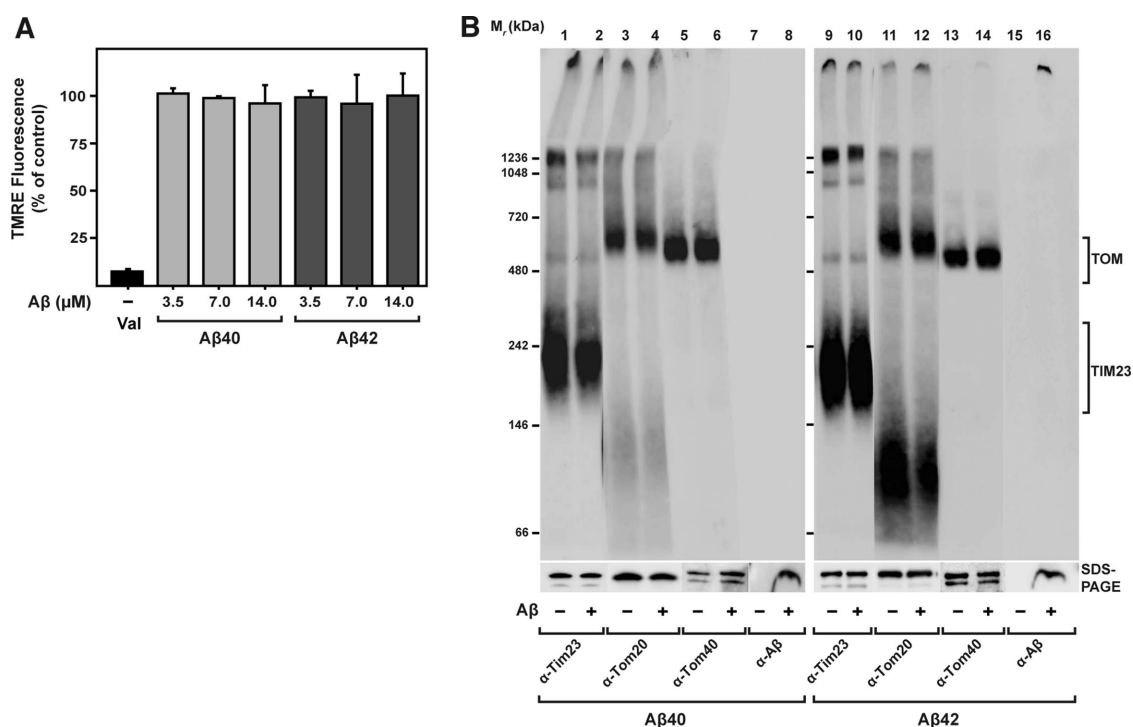 A
TMRE Fluorescence
(% of control)
100
75
50
25
Aβ (μM)
– 3.5 7.0 14.0 3.5 7.0 14.0
Val
Aβ40 Aβ42
B
Mr (kDa) 1 2 3 4 5 6 7 8 9 10 11 12 13 14 15 16
1236
1048
720
480
242
146
66
TOM
TIM23
SDS-
PAGE
Aβ – + – + – + – + – + – + – + – +
α-Tim23 α-Tom20 α-Tom40 α-Aβ α-Tim23 α-Tom20 α-Tom40 α-Aβ
Aβ40 Aβ42